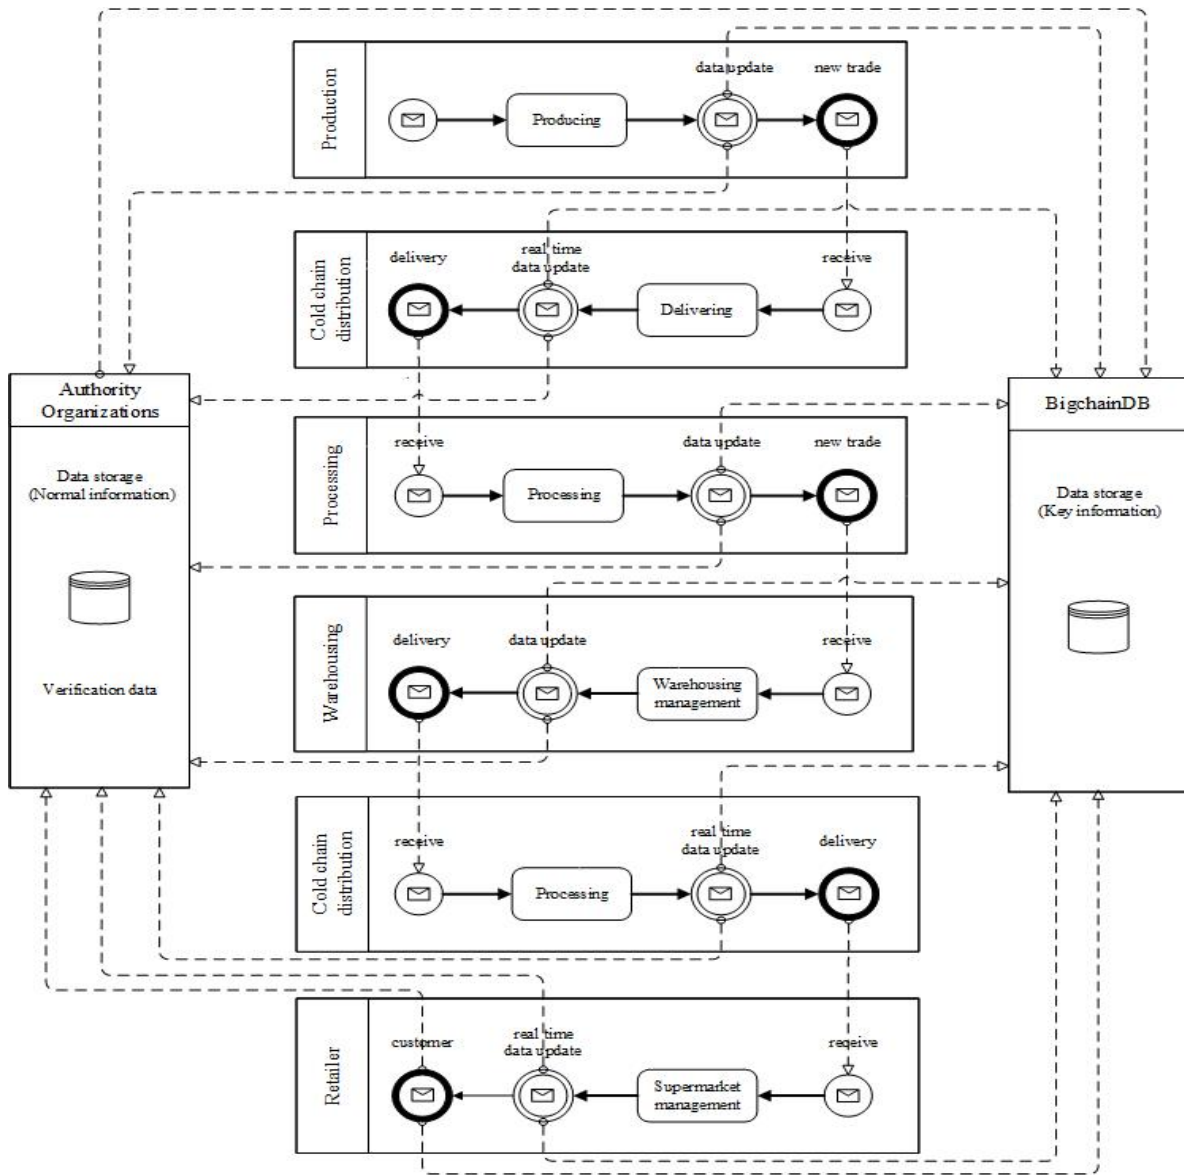 data update
new trade
Production
Producing
delivery
real time
data update
receive
Cold chain
distribution
Delivering
Authority
Organizations
Data storage
(Normal information)
Verification data
BigchainDB
Data storage
(Key information)
receive
data update
new trade
Processing
Processing
delivery
data update
receive
Warehousing
Warehousing
management
receive
real time
data update
delivery
Cold chain
distribution
Processing
customer
real time
data update
receive
Retailer
Supermarket
management